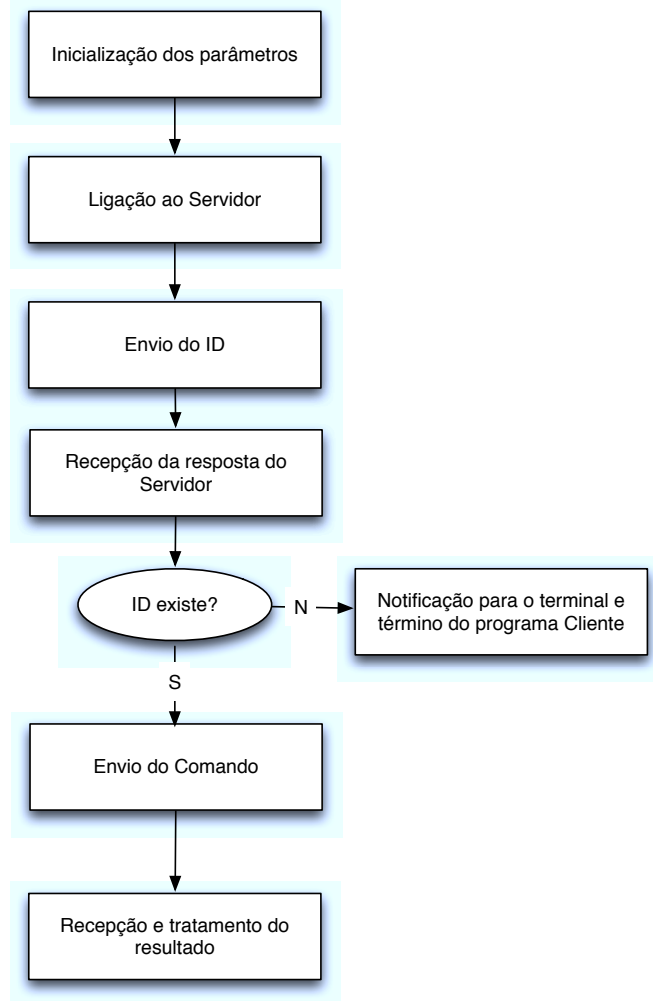 Inicialização dos parâmetros
Ligação ao Servidor
Envio do ID
Recepção da resposta do
Servidor
ID existe?
N
Notificação para o terminal e
término do programa Cliente
S
Envio do Comando
Recepção e tratamento do
resultado